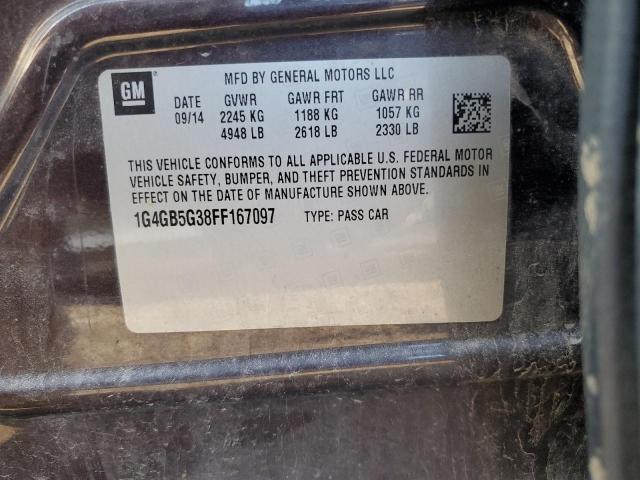 GM
MFD BY GENERAL MOTORS LLC
DATE GVWR GAWR FRT GAWR RR
09/14 2245 KG 1188 KG 1057 KG
4948 LB 2618 LB 2330 LB
THIS VEHICLE CONFORMS TO ALL APPLICABLE U.S. FEDERAL MOTOR
VEHICLE SAFETY, BUMPER, AND THEFT PREVENTION STANDARDS IN
EFFECT ON THE DATE OF MANUFACTURE SHOWN ABOVE.
1G4GB5G38FF167097 TYPE: PASS CAR